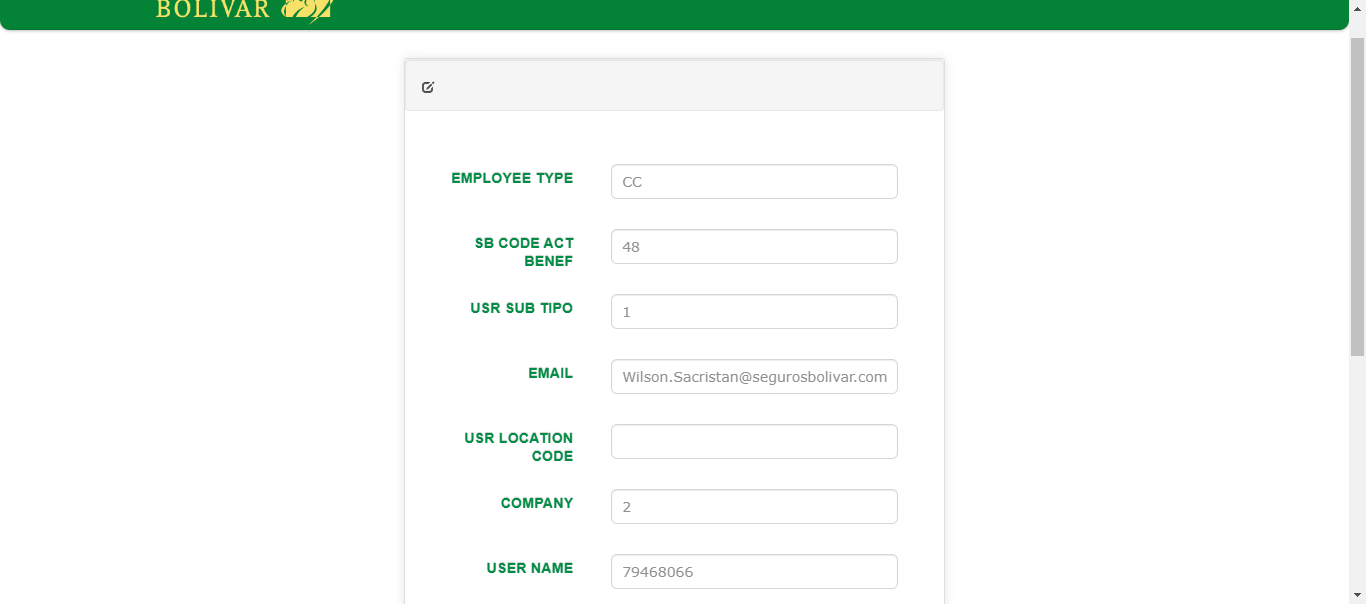 BOLIVAR
EMPLOYEE TYPE
CC
SB CODE ACT
BENEF
48
USR SUB TIPO
1
EMAIL
Wilson.Sacristan@segurosbolivar.com
USR LOCATION
CODE
COMPANY
2
USER NAME
79468066